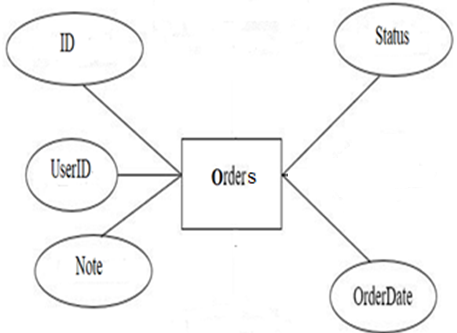 ID
Status
UserID
Orders
Note
OrderDate